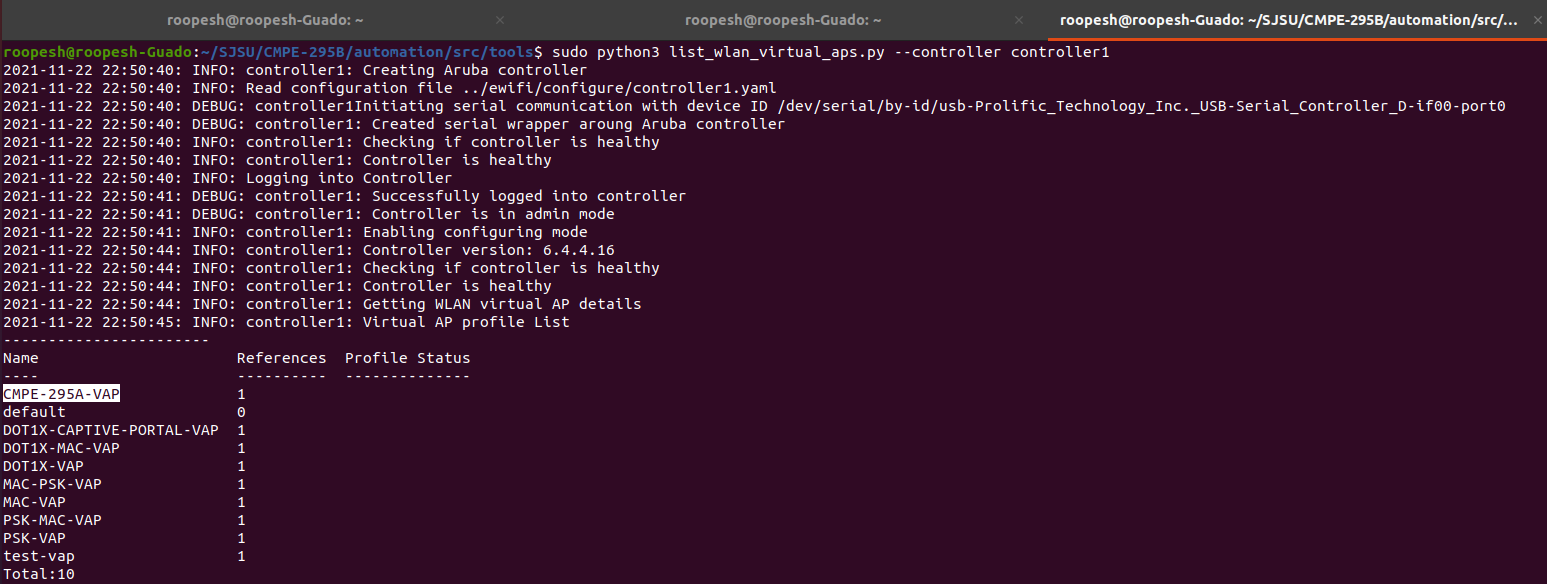 roopesh@roopesh-Guado: ~ × roopesh@roopesh-Guado: ~ × roopesh@roopesh-Guado: ~/SJSU/CMPE-295B/automation/src/... ×
roopesh@roopesh-Guado:~/SJSU/CMPE-295B/automation/src/tools$ sudo python3 list_wlan_virtual_aps.py --controller controller1
2021-11-22 22:50:40: INFO: controller1: Creating Aruba controller
2021-11-22 22:50:40: INFO: Read configuration file ../ewifi/configure/controller1.yaml
2021-11-22 22:50:40: DEBUG: controller1Initiating serial communication with device ID /dev/serial/by-id/usb-Prolific_Technology_Inc._USB-Serial_Controller_D-if00-port0
2021-11-22 22:50:40: DEBUG: controller1: Created serial wrapper aroung Aruba controller
2021-11-22 22:50:40: INFO: controller1: Checking if controller is healthy
2021-11-22 22:50:40: INFO: controller1: Controller is healthy
2021-11-22 22:50:40: INFO: Logging into Controller
2021-11-22 22:50:41: DEBUG: controller1: Successfully logged into controller
2021-11-22 22:50:41: DEBUG: controller1: Controller is in admin mode
2021-11-22 22:50:41: INFO: controller1: Enabling configuring mode
2021-11-22 22:50:44: INFO: controller1: Controller version: 6.4.4.16
2021-11-22 22:50:44: INFO: controller1: Checking if controller is healthy
2021-11-22 22:50:44: INFO: controller1: Controller is healthy
2021-11-22 22:50:44: INFO: controller1: Getting WLAN virtual AP details
2021-11-22 22:50:45: INFO: controller1: Virtual AP profile List
-----------------------
Name                      References  Profile Status
----                      ----------  --------------
CMPE-295A-VAP             1
default                   0
DOT1X-CAPTIVE-PORTAL-VAP  1
DOT1X-MAC-VAP             1
DOT1X-VAP                 1
MAC-PSK-VAP               1
MAC-VAP                   1
PSK-MAC-VAP               1
PSK-VAP                   1
test-vap                  1
Total:10